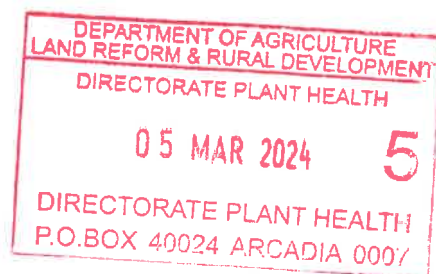 DEPARTMENT OF AGRICULTURE
LAND REFORM & RURAL DEVELOPMENT
DIRECTORATE PLANT HEALTH
05 MAR 2024 5
DIRECTORATE PLANT HEALTH
P.O.BOX 40024 ARCADIA 0007